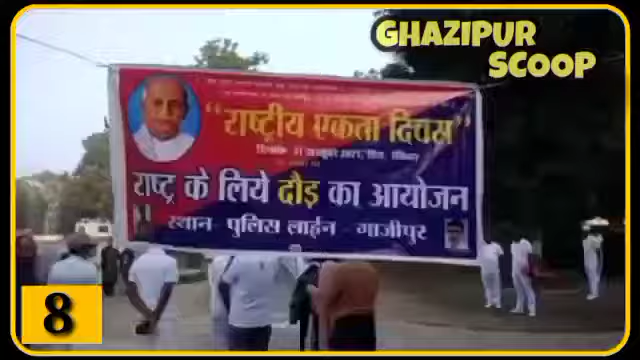 GHAZIPUR
SCOOP
"राष्ट्रीय एकता दिवस"
राष्ट्र के लिये दौड़ का आयोजन
स्थान - पुलिस लाईन - गाजीपुर
8